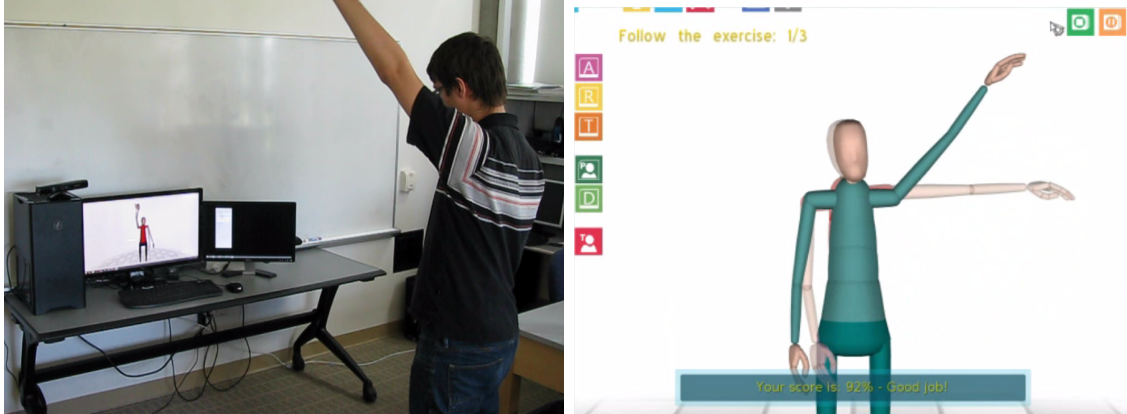 Follow the exercise: 1/3
A
R
T
P
D
T
Your score is 92% - Good job!